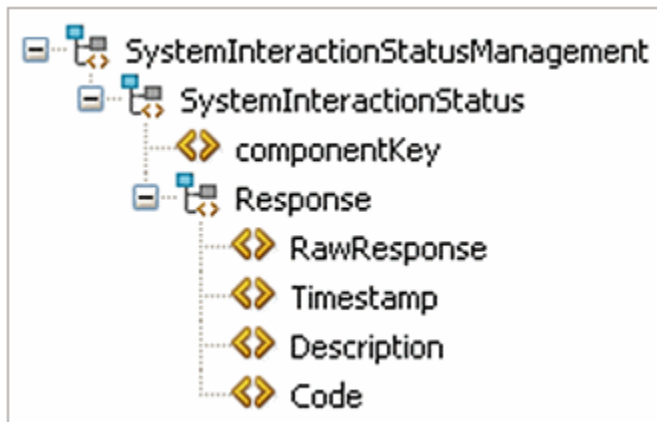 SystemInteractionStatusManagement
SystemInteractionStatus
componentKey
Response
RawResponse
Timestamp
Description
Code